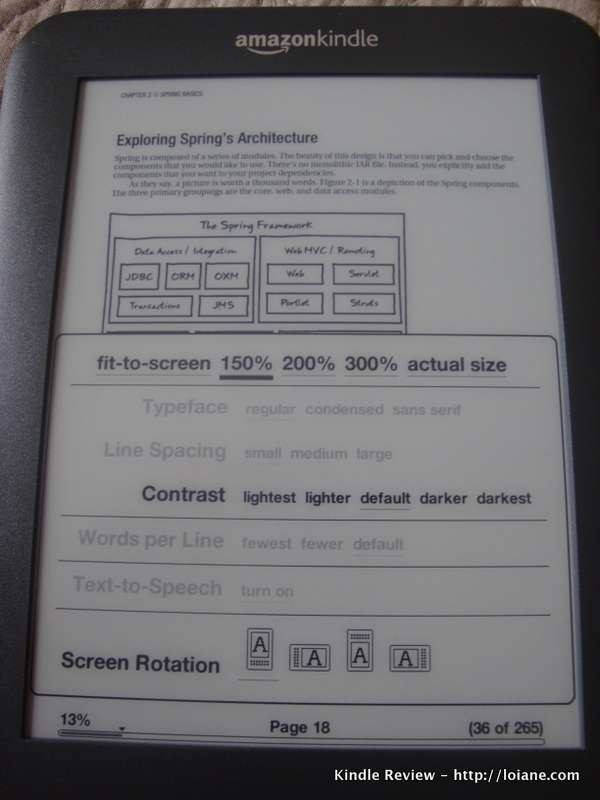 amazonkindle
CHAPTER 2 ■ SPRING BASICS
Exploring Spring's Architecture
Spring is composed of a series of modules. The beauty of this design is that you can pick and choose the
components that you would like to use. There's no monolithic JAR file. Instead, you explicitly add the
components that you want to your project dependencies.
As they say, a picture is worth a thousand words. Figure 2-1 is a depiction of the Spring components.
The three primary groupings are the core, web, and data access modules.
The Spring Framework
Data Access / Integration
JDBC ORM OXM
Transactions JMS
Web MVC / Remoting
Web Servlet
Portlet Struts
fit-to-screen 150% 200% 300% actual size
Typeface regular condensed sans serif
Line Spacing small medium large
Contrast lightest lighter default darker darkest
Words per Line fewest fewer default
Text-to-Speech turn on
Screen Rotation A A A A
13% Page 18 (36 of 265)
Kindle Review - http://loiane.com